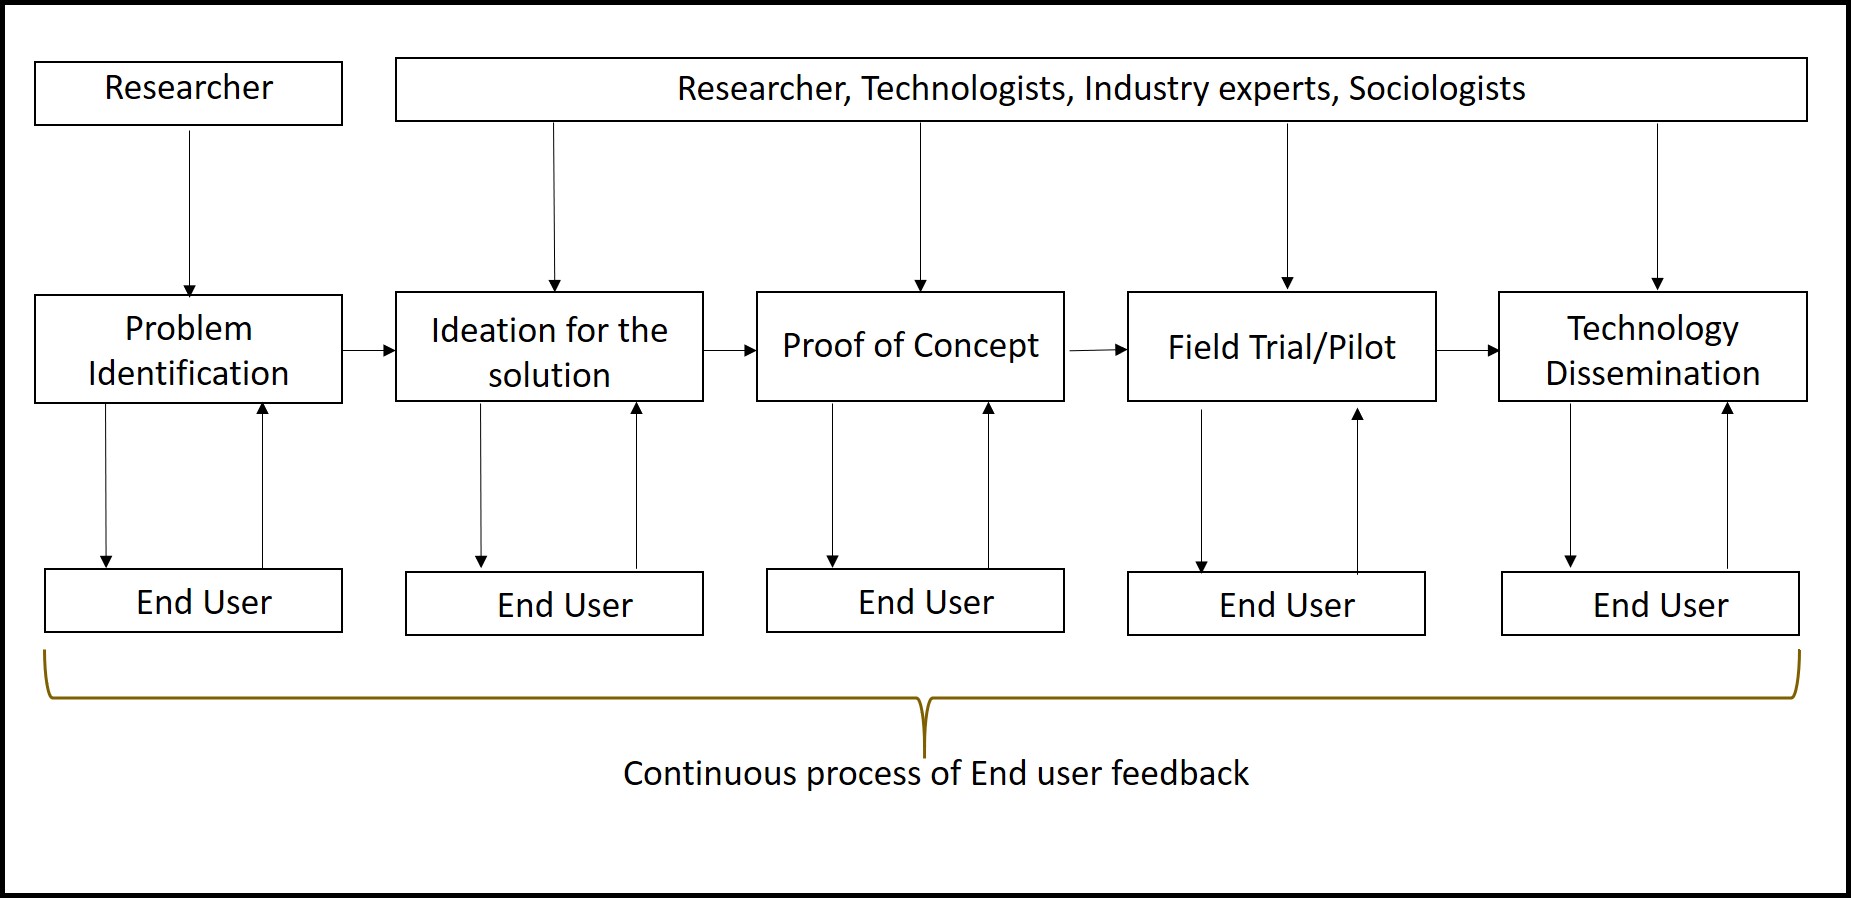 Researcher
Researcher, Technologists, Industry experts, Sociologists
Problem
Identification
Ideation for the
solution
Proof of Concept
Field Trial/Pilot
Technology
Dissemination
End User
End User
End User
End User
End User
Continuous process of End user feedback